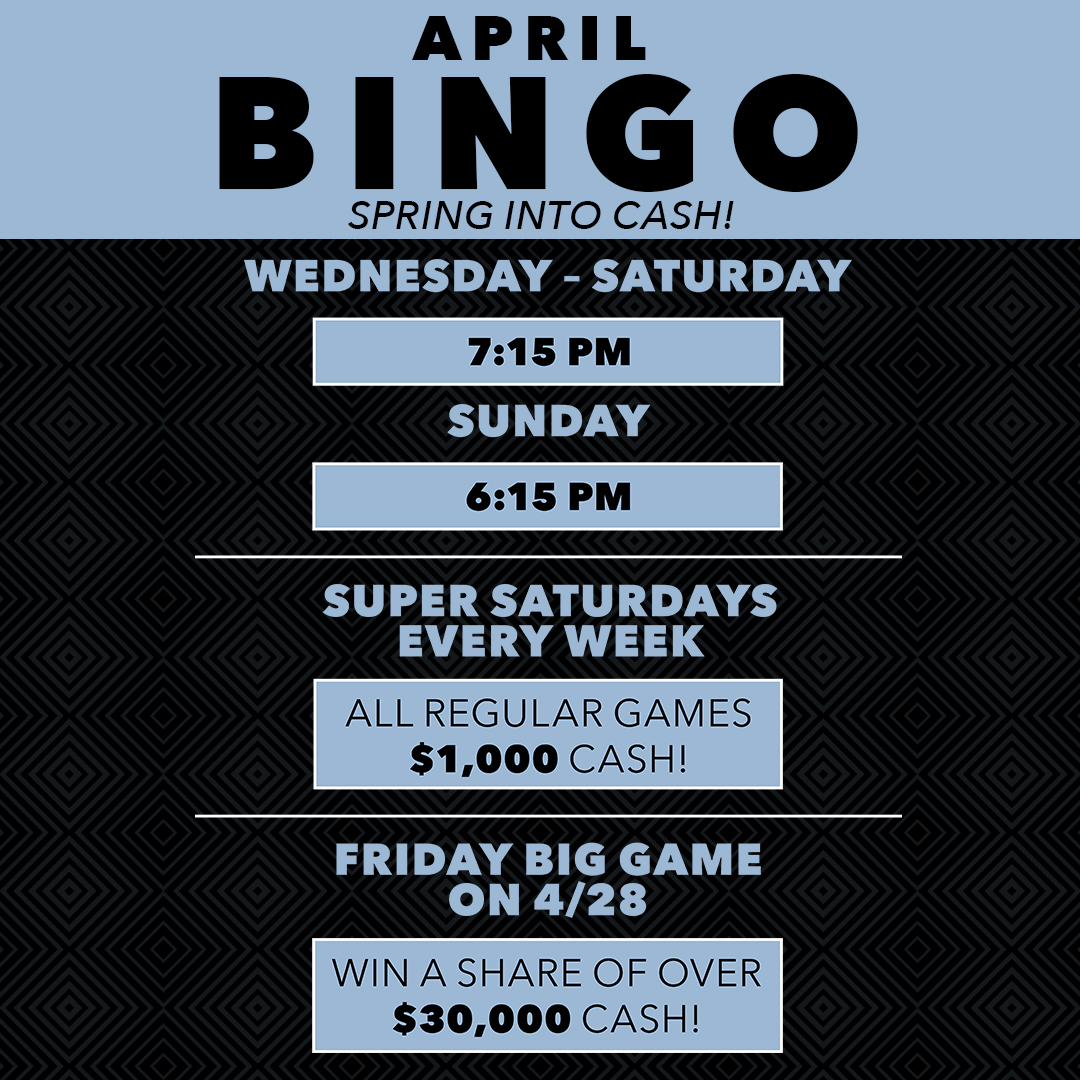 APRIL
BINGO
SPRING INTO CASH!
WEDNESDAY – SATURDAY
7:15 PM
SUNDAY
6:15 PM
SUPER SATURDAYS
EVERY WEEK
ALL REGULAR GAMES
$1,000 CASH!
FRIDAY BIG GAME
ON 4/28
WIN A SHARE OF OVER
$30,000 CASH!